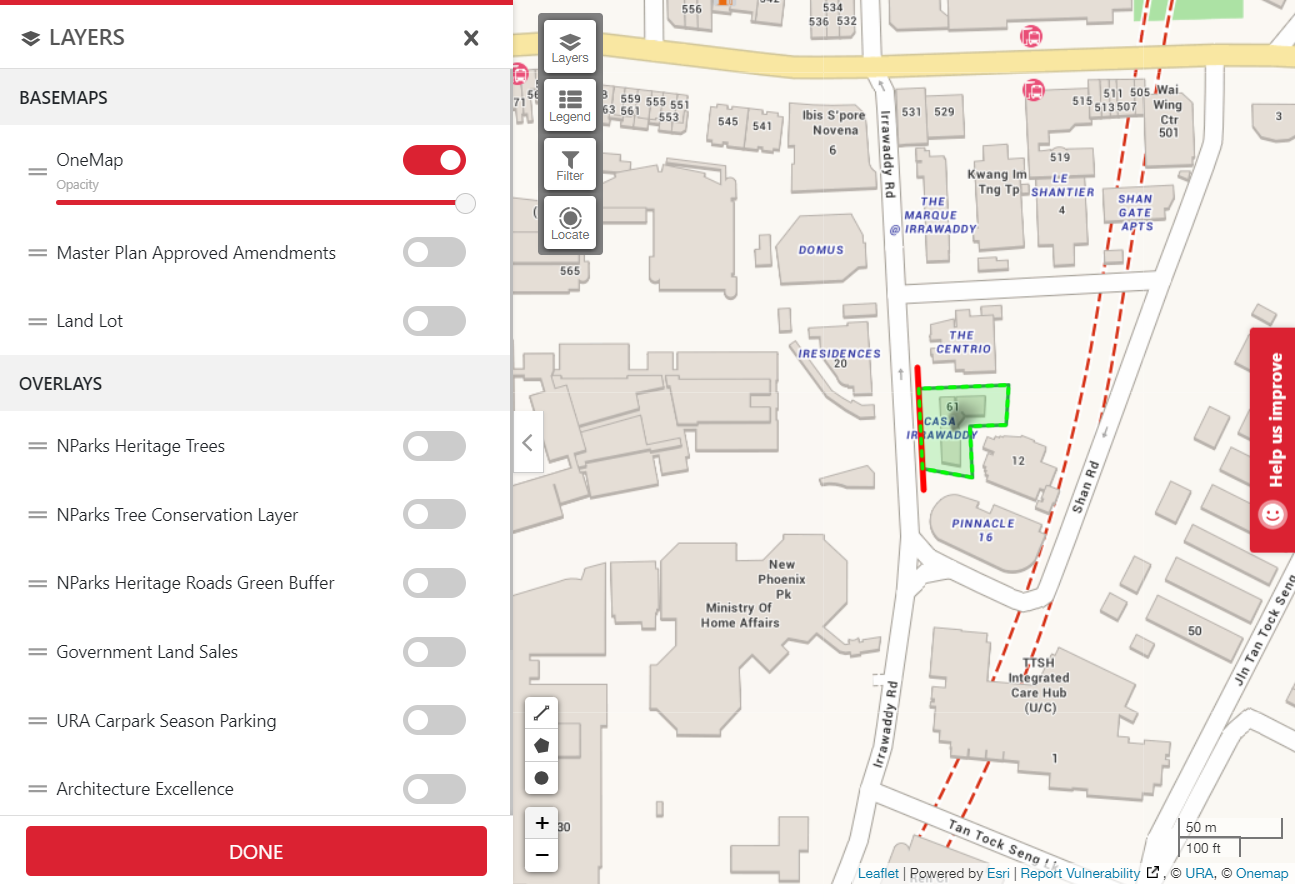 LAYERS
BASEMAPS
OneMap
Opacity
Master Plan Approved Amendments
Land Lot
OVERLAYS
NParks Heritage Trees
NParks Tree Conservation Layer
NParks Heritage Roads Green Buffer
Government Land Sales
URA Carpark Season Parking
Architecture Excellence
DONE
Layers
Legend
Filter
Locate
556
534
536 532
559 555 551
561
553
545
541
565
Ibis S'pore
Novena
6
531
529
515
511 505
513 507
Wai
Wing
Ctr
501
3
Irrawaddy Rd
Kwang Im
Tng Tp
519
LE
SHANTIER
4
THE
MARQUE
@ IRRAWADDY
SHAN
GATE
APTS
DOMUS
THE
CENTRIO
IRESIDENCES
20
61
CASA
IRRAWADDY
12
PINNACLE
16
Shan Rd
New
Phoenix
Pk
Ministry Of
Home Affairs
50
Jln Tan Tock Seng
TTSH
Integrated
Care Hub
(U/C)
1
Irrawaddy Rd
Tan Tock Seng
30
+
−
Help us improve
50 m
100 ft
Leaflet | Powered by Esri | Report Vulnerability , © URA, © Onemap